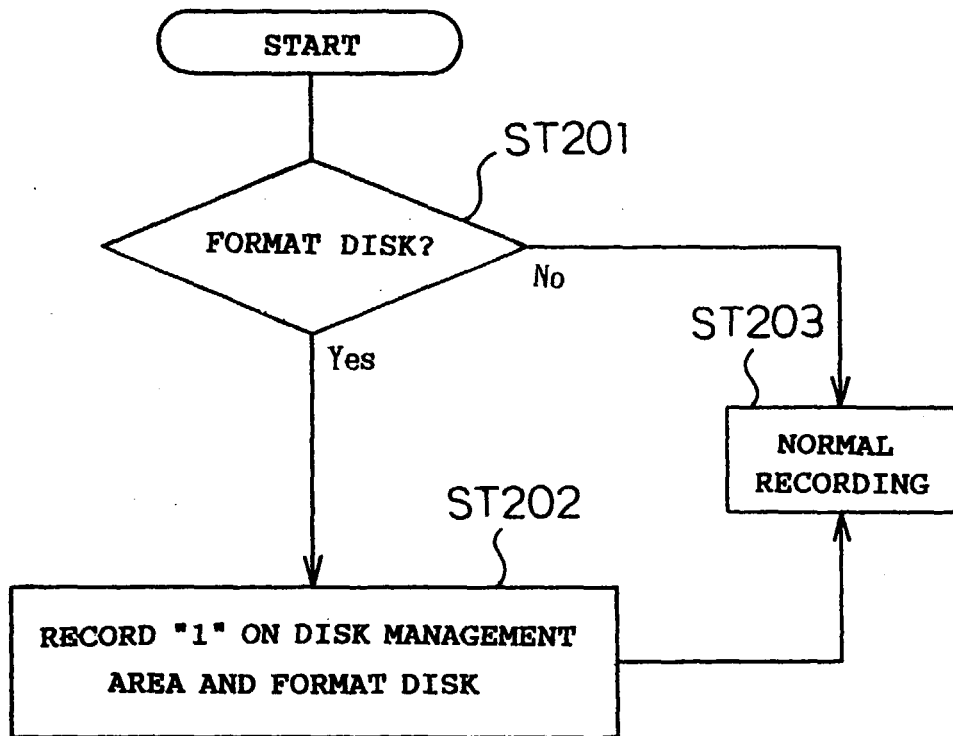 START
ST201
FORMAT DISK?
No
Yes
ST203
NORMAL
RECORDING
ST202
RECORD "1" ON DISK MANAGEMENT
AREA AND FORMAT DISK